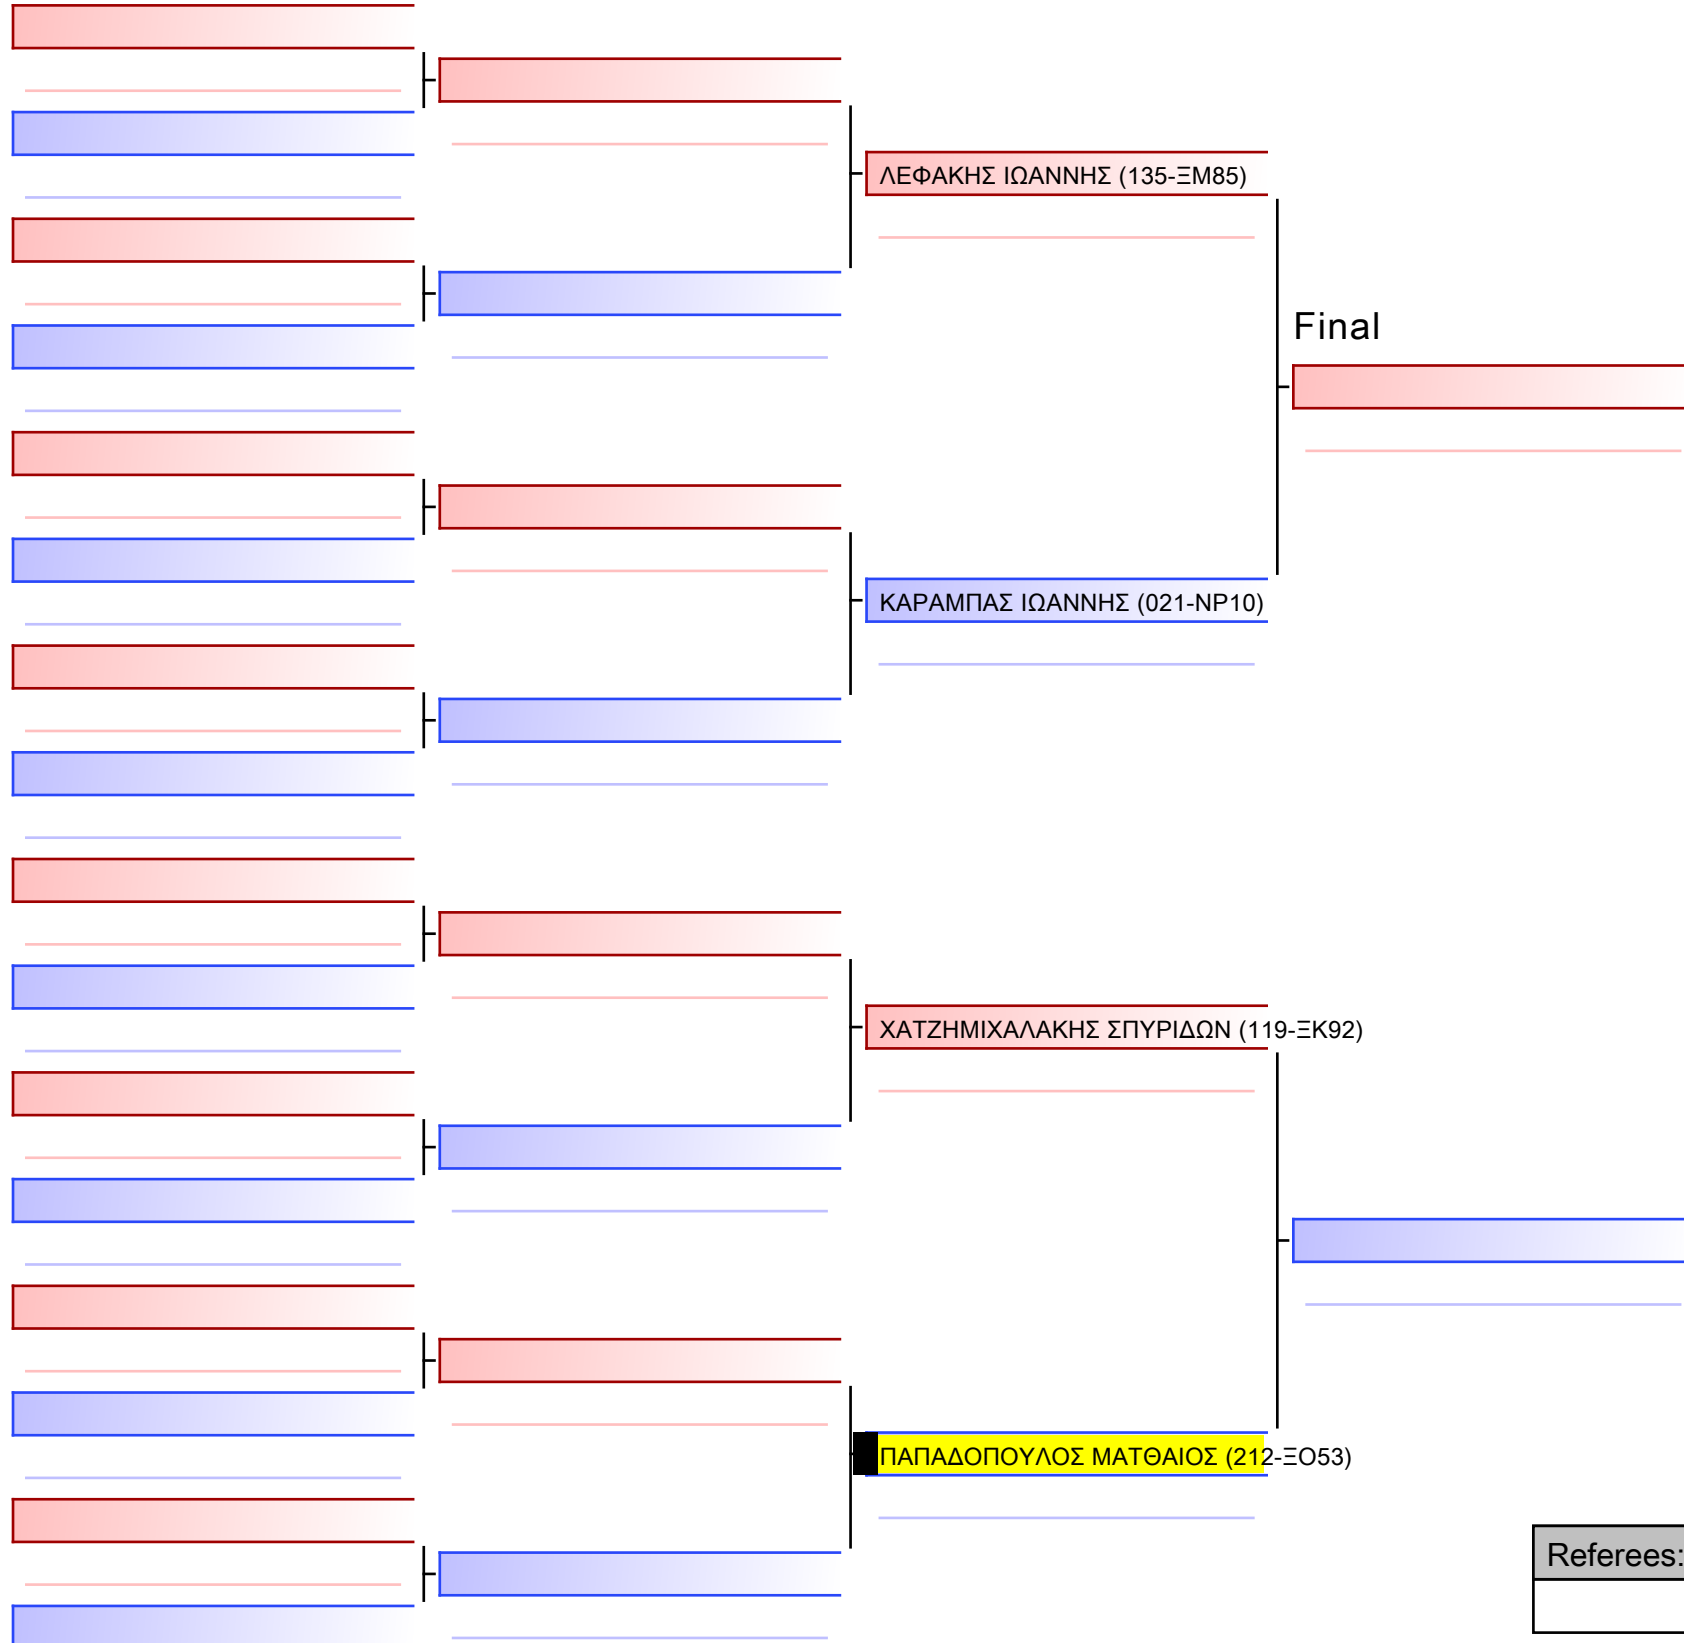 ΛΕΦΑΚΗΣ ΙΩΑΝΝΗΣ (135-ΞΜ85)
Final
ΚΑΡΑΜΠΑΣ ΙΩΑΝΝΗΣ (021-ΝΡ10)
ΧΑΤΖΗΜΙΧΑΛΑΚΗΣ ΣΠΥΡΙΔΩΝ (119-ΞΚ92)
ΠΑΠΑΔΟΠΟΥΛΟΣ ΜΑΤΘΑΙΟΣ (212-ΞΟ53)
Referees: